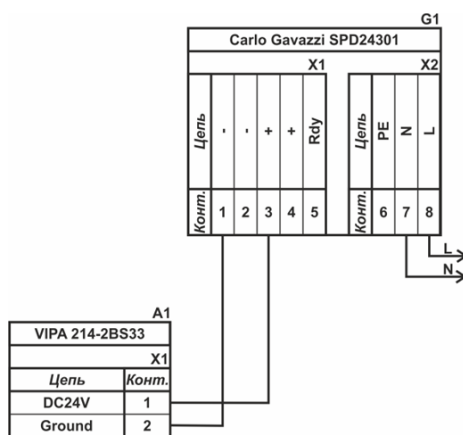 G1
Carlo Gavazzi SPD24301
X1 X2
Цепь - - + + Rdy Цепь PE N L
Конт. 1 2 3 4 5 Конт. 6 7 8
L
N
A1
VIPA 214-2BS33
X1
Цепь Конт.
DC24V 1
Ground 2